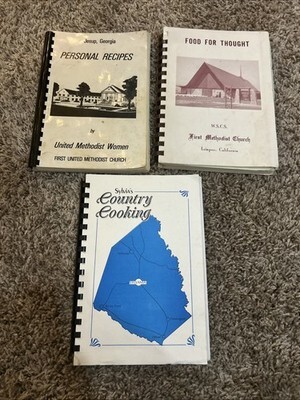 Jesup, Georgia
PERSONAL RECIPES
by
United Methodist Women
FIRST UNITED METHODIST CHURCH
FOOD FOR THOUGHT
W.S.C.S.
First Methodist Church
California
Sylvia's
Country
Cooking